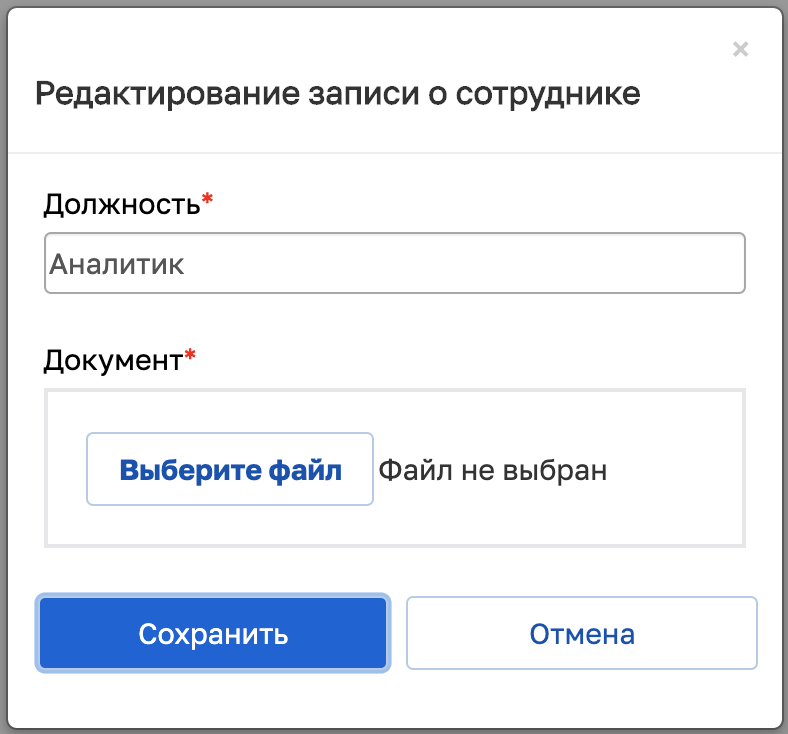 ×
Редактирование записи о сотруднике
Должность*
Аналитик
Документ*
Выберите файл Файл не выбран
Сохранить Отмена